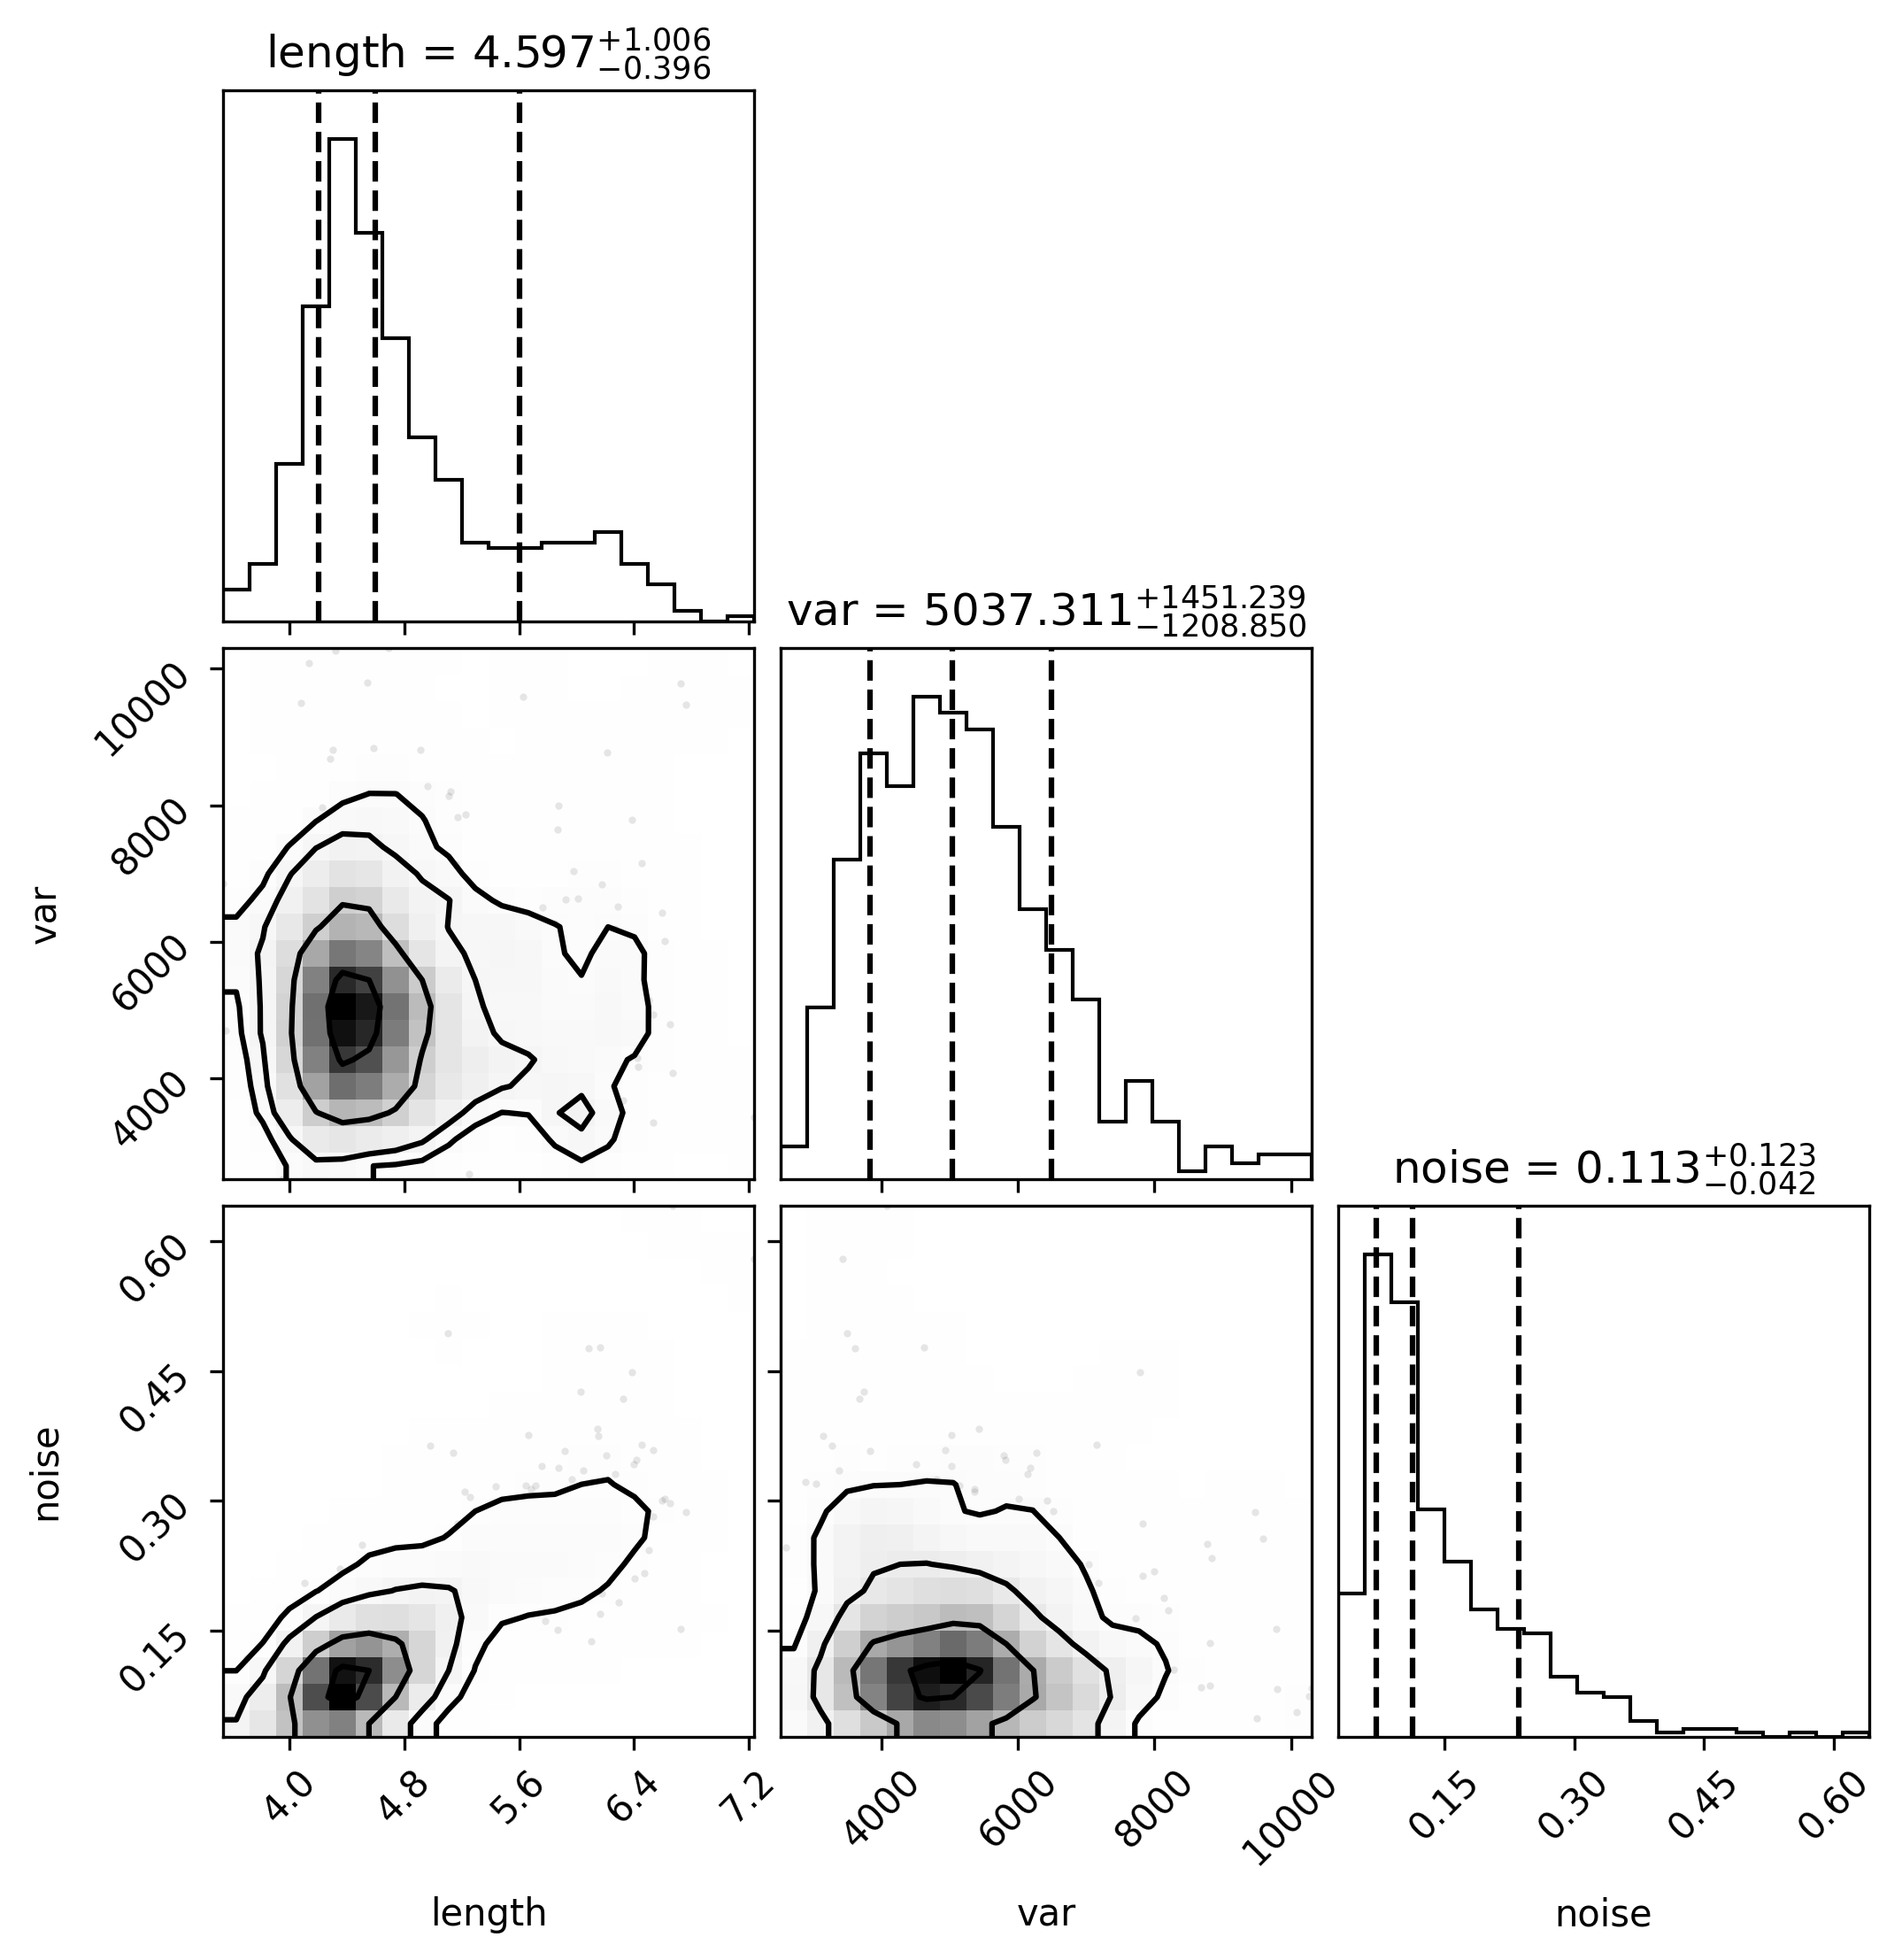 length = 4.597+1.006−0.396
var = 5037.311+1451.239−1208.850
10000
8000
6000
4000
var
noise = 0.113+0.123−0.042
0.60
0.45
0.30
0.15
noise
4.0 4.8 5.6 6.4 7.2 4000 6000 8000 10000 0.15 0.30 0.45 0.60
length var noise